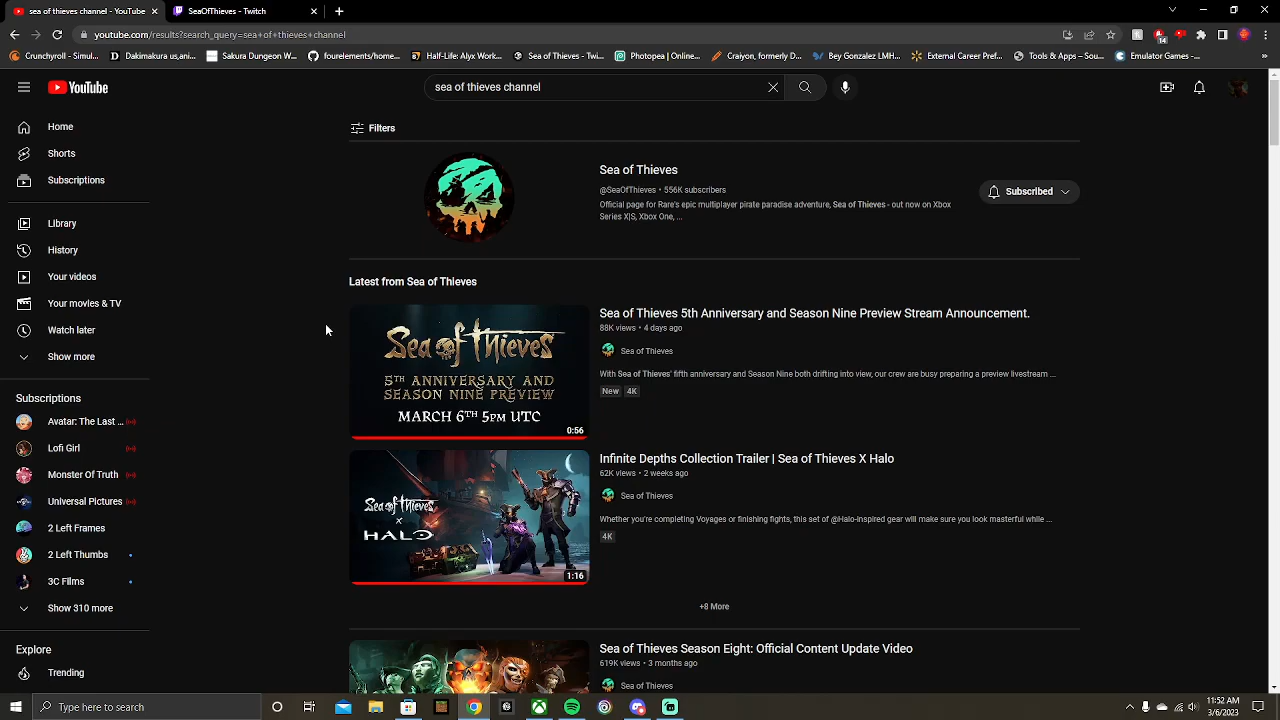 sea of thieves channel - YouTube
SeaOfThieves - Twitch
youtube.com/results?search_query=sea+of+thieves+channel
Crunchyroll - Simul...
Dakimakura us,ani...
Sakura Dungeon W...
fourelements/home...
Half-Life: Alyx Work...
Sea of Thieves - Twi...
Photopea | Online...
Craiyon, formerly D...
Bey Gonzalez LMH...
External Career Pref...
Tools & Apps – Sou...
Emulator Games -...
YouTube
sea of thieves channel
Home
Shorts
Subscriptions
Library
History
Your videos
Your movies & TV
Watch later
Show more
Subscriptions
Avatar: The Last ...
Lofi Girl
Monster Of Truth
Universal Pictures
2 Left Frames
2 Left Thumbs
3C Films
Show 310 more
Explore
Trending
Filters
Sea of Thieves
@SeaOfThieves • 556K subscribers
Official page for Rare's epic multiplayer pirate paradise adventure, Sea of Thieves - out now on Xbox
Series X|S, Xbox One, ...
Subscribed
Latest from Sea of Thieves
Sea of Thieves
5TH ANNIVERSARY AND
SEASON NINE PREVIEW
MARCH 6TH 5PM UTC
0:56
Sea of Thieves 5th Anniversary and Season Nine Preview Stream Announcement.
88K views • 4 days ago
Sea of Thieves
With Sea of Thieves' fifth anniversary and Season Nine both drifting into view, our crew are busy preparing a preview livestream ...
New 4K
Sea of Thieves
X
HALO
1:16
Infinite Depths Collection Trailer | Sea of Thieves X Halo
62K views • 2 weeks ago
Sea of Thieves
Whether you're completing Voyages or finishing fights, this set of @Halo-inspired gear will make sure you look masterful while ...
4K
+8 More
Sea of Thieves Season Eight: Official Content Update Video
619K views • 3 months ago
Sea of Thieves
Type here to search
11:52 AM
3/6/2023